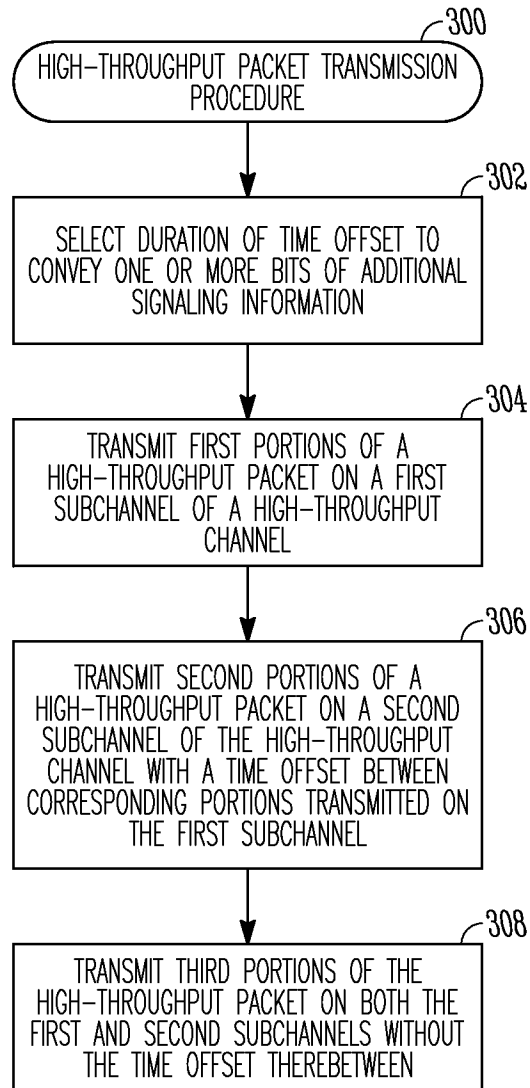 300
HIGH-THROUGHPUT PACKET TRANSMISSION
PROCEDURE
302
SELECT DURATION OF TIME OFFSET TO
CONVEY ONE OR MORE BITS OF ADDITIONAL
SIGNALING INFORMATION
304
TRANSMIT FIRST PORTIONS OF A
HIGH-THROUGHPUT PACKET ON A FIRST
SUBCHANNEL OF A HIGH-THROUGHPUT
CHANNEL
306
TRANSMIT SECOND PORTIONS OF A
HIGH-THROUGHPUT PACKET ON A SECOND
SUBCHANNEL OF THE HIGH-THROUGHPUT
CHANNEL WITH A TIME OFFSET BETWEEN
CORRESPONDING PORTIONS TRANSMITTED ON
THE FIRST SUBCHANNEL
308
TRANSMIT THIRD PORTIONS OF THE
HIGH-THROUGHPUT PACKET ON BOTH THE
FIRST AND SECOND SUBCHANNELS WITHOUT
THE TIME OFFSET THEREBETWEEN